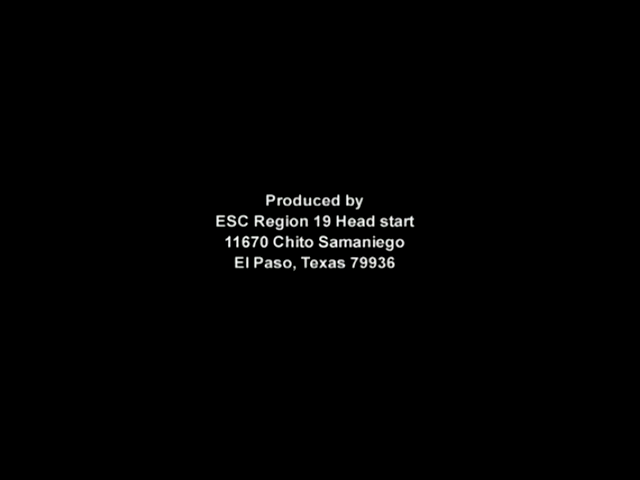 Produced by
ESC Region 19 Head start
11670 Chito Samaniego
El Paso, Texas 79936